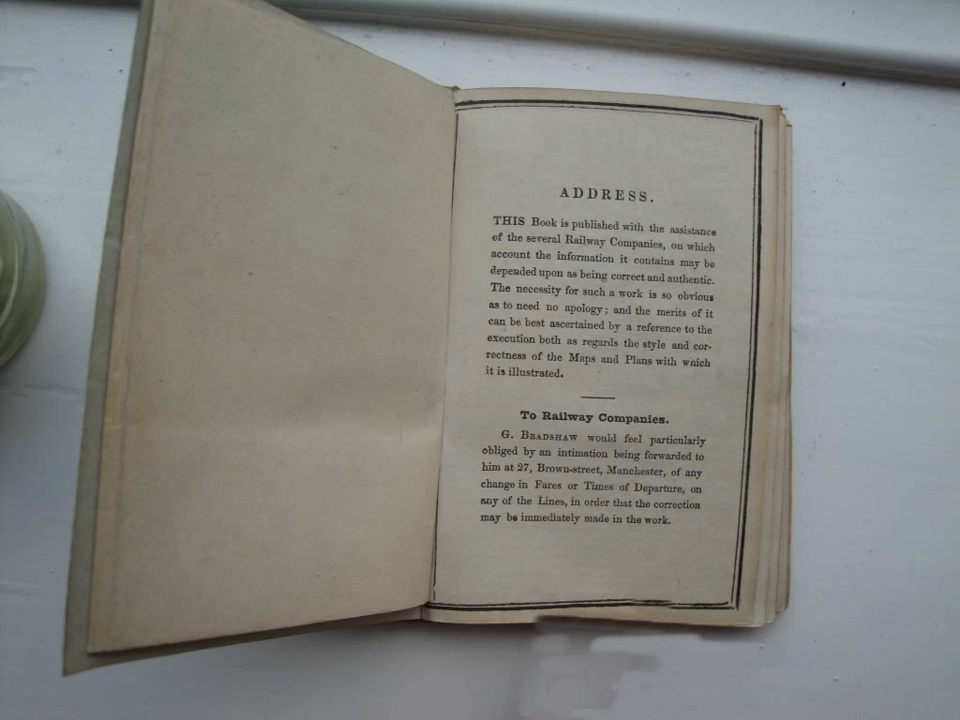 ADDRESS.
THIS Book is published with the assistance
of the several Railway Companies, on which
account the information it contains may be
depended upon as being correct and authentic.
The necessity for such a work is so obvious
as to need no apology; and the merits of it
can be best ascertained by a reference to the
execution both as regards the style and cor-
rectness of the Maps and Plans with which
it is illustrated.
To Railway Companies.
G. BRADSHAW would feel particularly
obliged by an intimation being forwarded to
him at 27, Brown-street, Manchester, of any
change in Fares or Times of Departure, on
any of the Lines, in order that the correction
may be immediately made in the work.